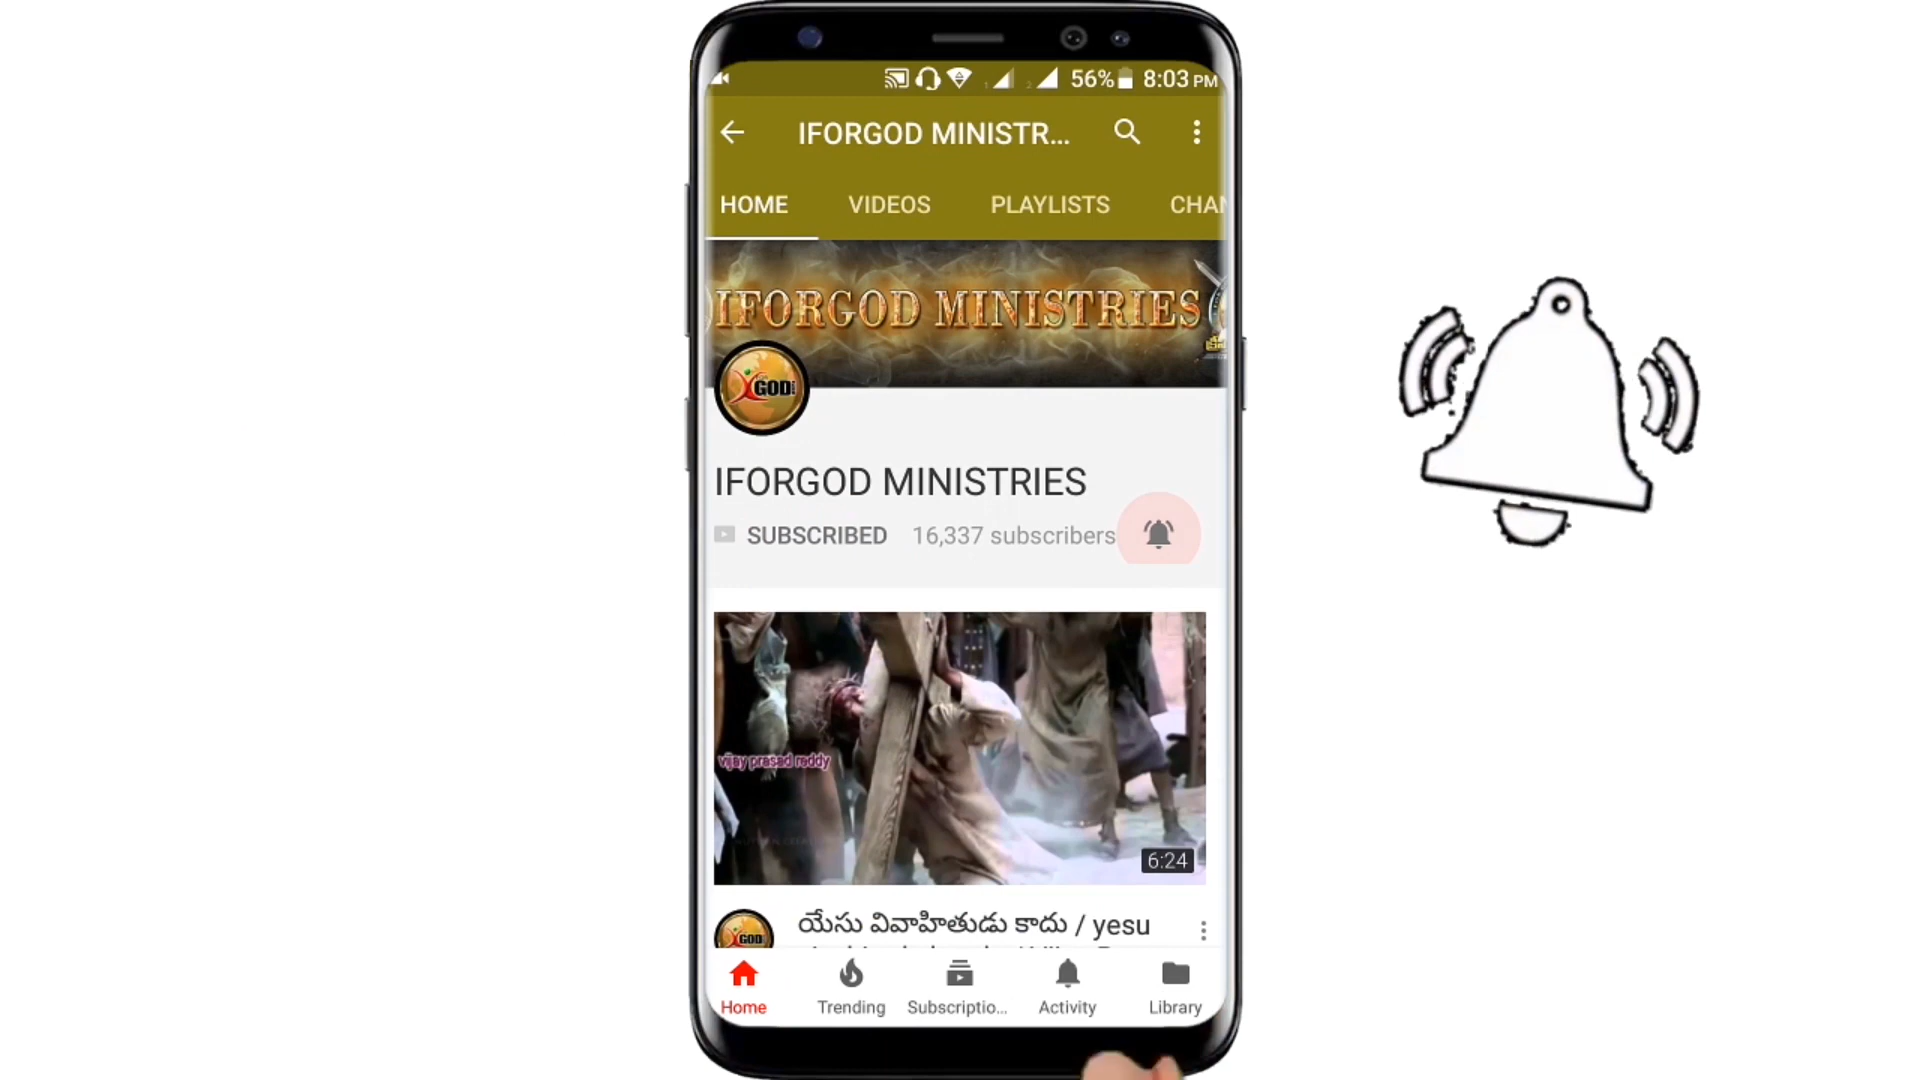 56% 8:03 PM
IFORGOD MINISTR...
HOME VIDEOS PLAYLISTS CHAN
IFORGOD MINISTRIES
GOD
IFORGOD MINISTRIES
SUBSCRIBED 16,337 subscribers
vijay prasad reddy
6:24
యేసు వివాహితుడు కాదు / yesu
GOD
Home Trending Subscriptio... Activity Library